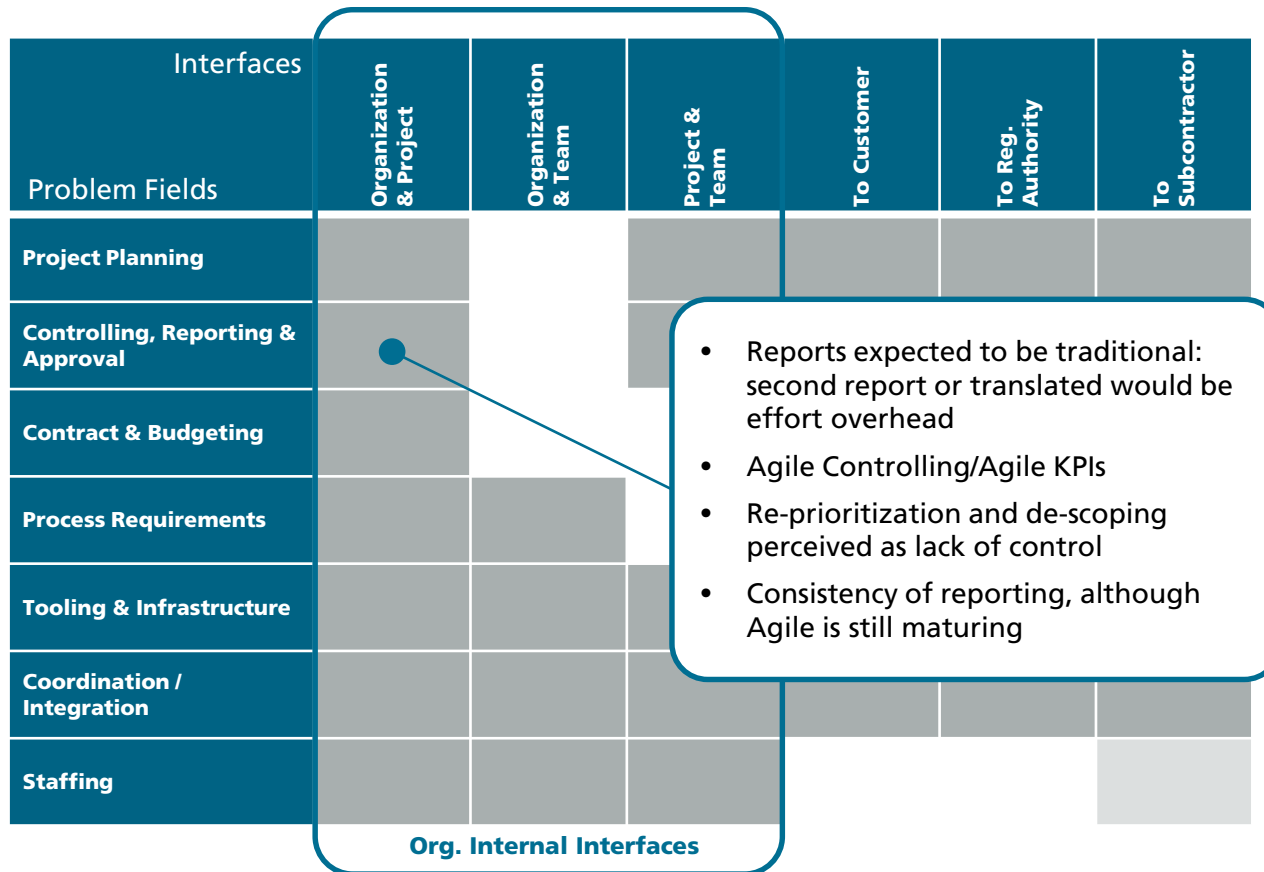 Interfaces
Problem Fields
Organization
& Project
Organization
& Team
Project &
Team
To Customer
To Reg.
Authority
To
Subcontractor
Project Planning
Controlling, Reporting &
Approval
Contract & Budgeting
Process Requirements
Tooling & Infrastructure
Coordination /
Integration
Staffing
• Reports expected to be traditional:
second report or translated would be
effort overhead
• Agile Controlling/Agile KPIs
• Re-prioritization and de-scoping
perceived as lack of control
• Consistency of reporting, although
Agile is still maturing
Org. Internal Interfaces